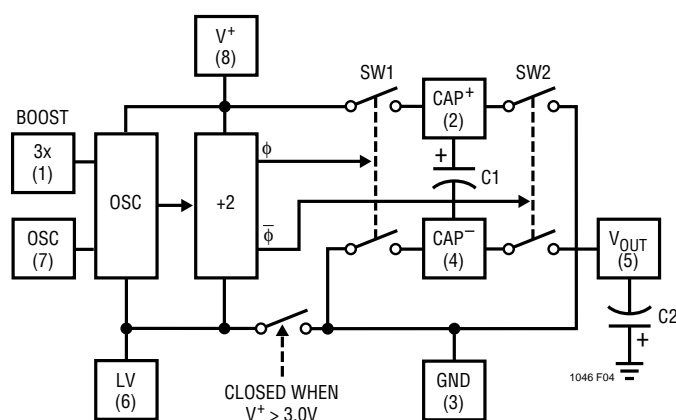 V+
(8)
SW1
SW2
BOOST
3x
(1)
OSC
+2
ϕ
CAP+
(2)
+
C1
OSC
(7)
ϕ̅
CAP−
(4)
VOUT
(5)
C2
+
LV
(6)
CLOSED WHEN
V+ > 3.0V
GND
(3)
1046 F04